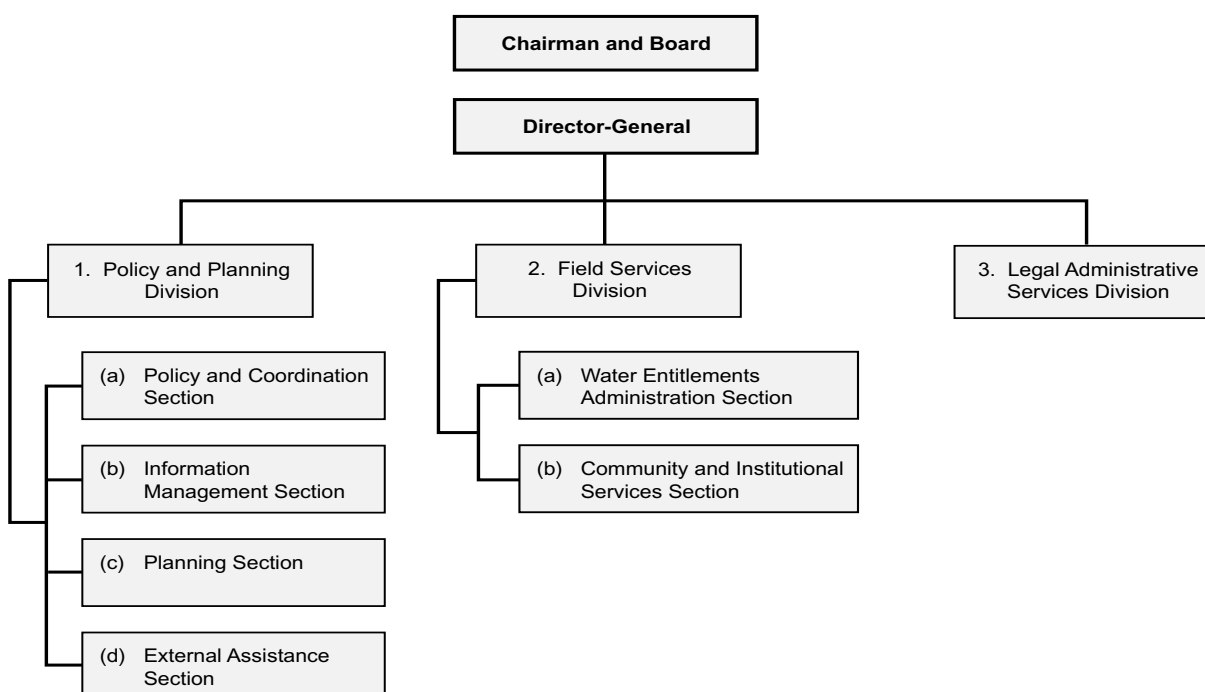 Chairman and Board
Director-General
1. Policy and Planning
Division
2. Field Services
Division
3. Legal Administrative
Services Division
(a) Policy and Coordination
Section
(b) Information
Management Section
(c) Planning Section
(d) External Assistance
Section
(a) Water Entitlements
Administration Section
(b) Community and Institutional
Services Section